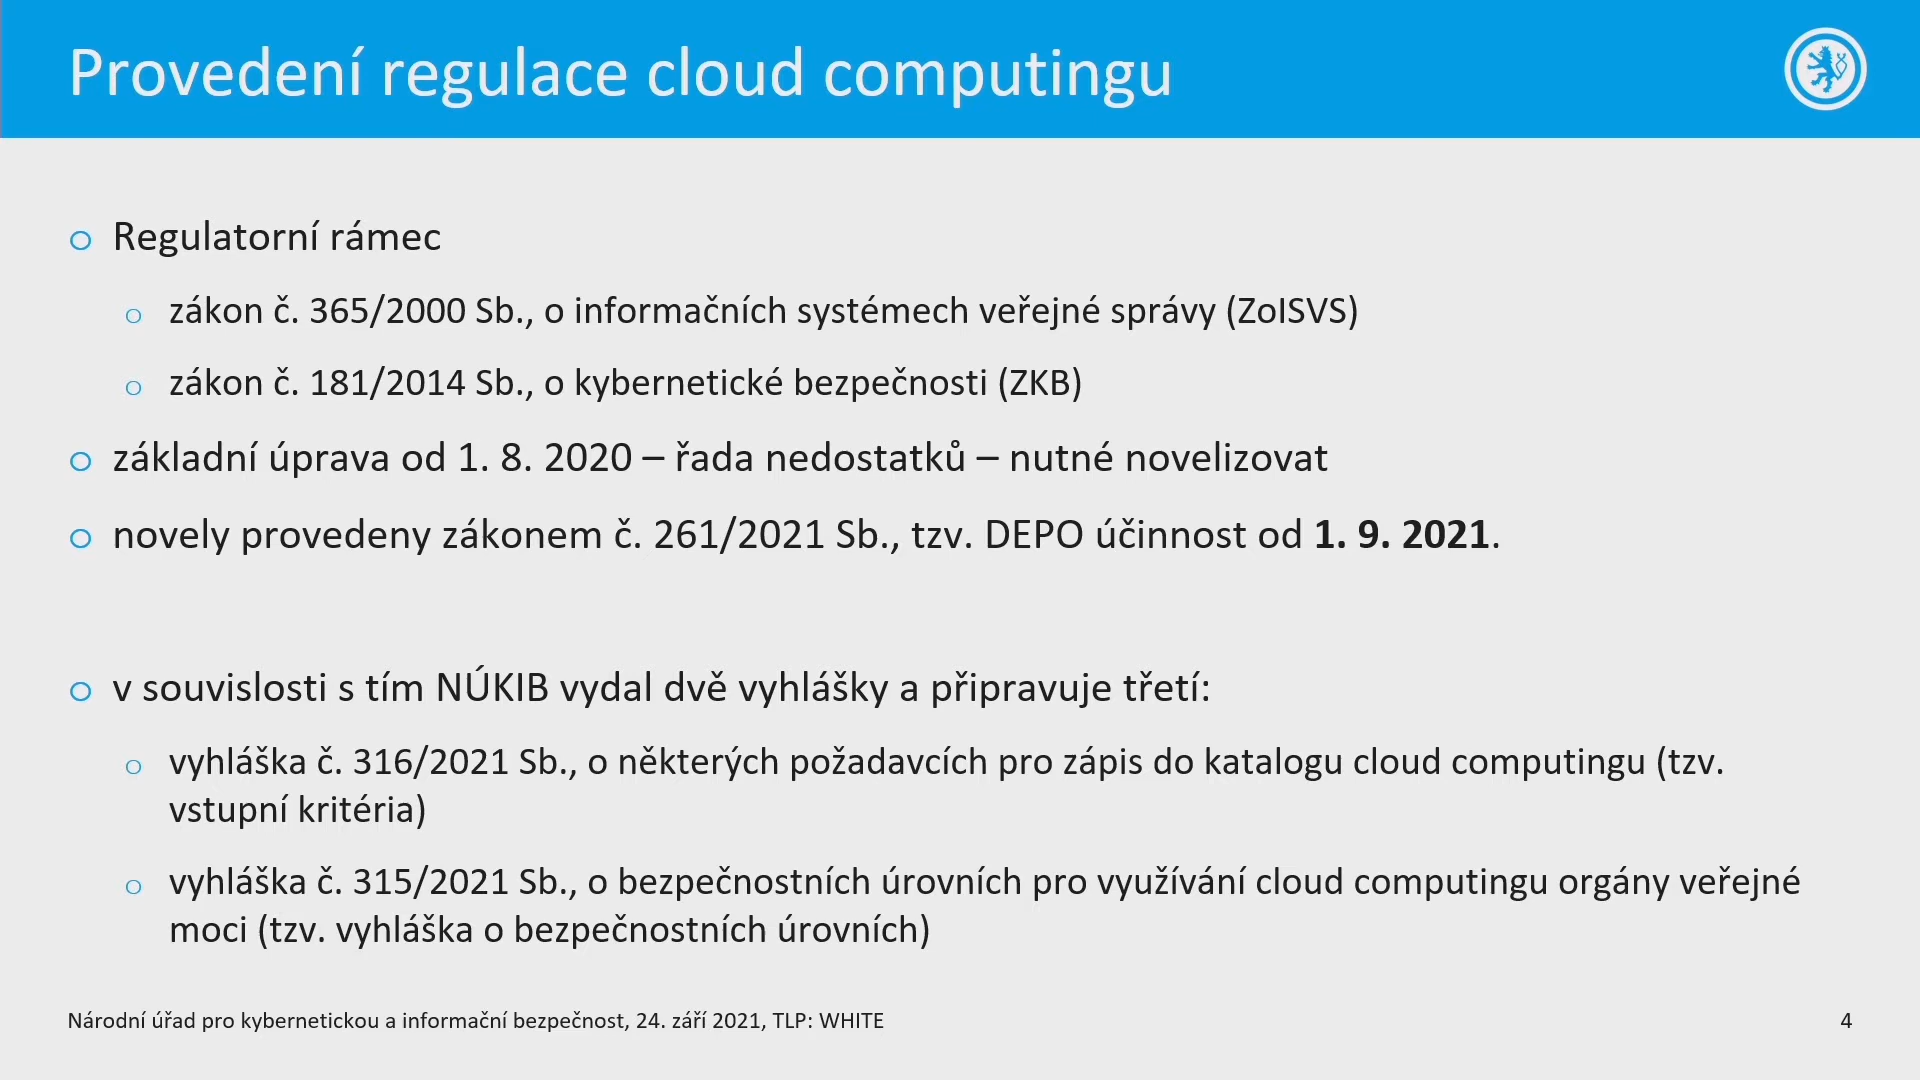 Provedení regulace cloud computingu
o Regulatorní rámec
o zákon č. 365/2000 Sb., o informačních systémech veřejné správy (ZoISVS)
o zákon č. 181/2014 Sb., o kybernetické bezpečnosti (ZKB)
o základní úprava od 1. 8. 2020 – řada nedostatků – nutné novelizovat
o novely provedeny zákonem č. 261/2021 Sb., tzv. DEPO účinnost od 1. 9. 2021.
o v souvislosti s tím NÚKIB vydal dvě vyhlášky a připravuje třetí:
o vyhláška č. 316/2021 Sb., o některých požadavcích pro zápis do katalogu cloud computingu (tzv.
vstupní kritéria)
o vyhláška č. 315/2021 Sb., o bezpečnostních úrovních pro využívání cloud computingu orgány veřejné
moci (tzv. vyhláška o bezpečnostních úrovních)
Národní úřad pro kybernetickou a informační bezpečnost, 24. září 2021, TLP: WHITE
4